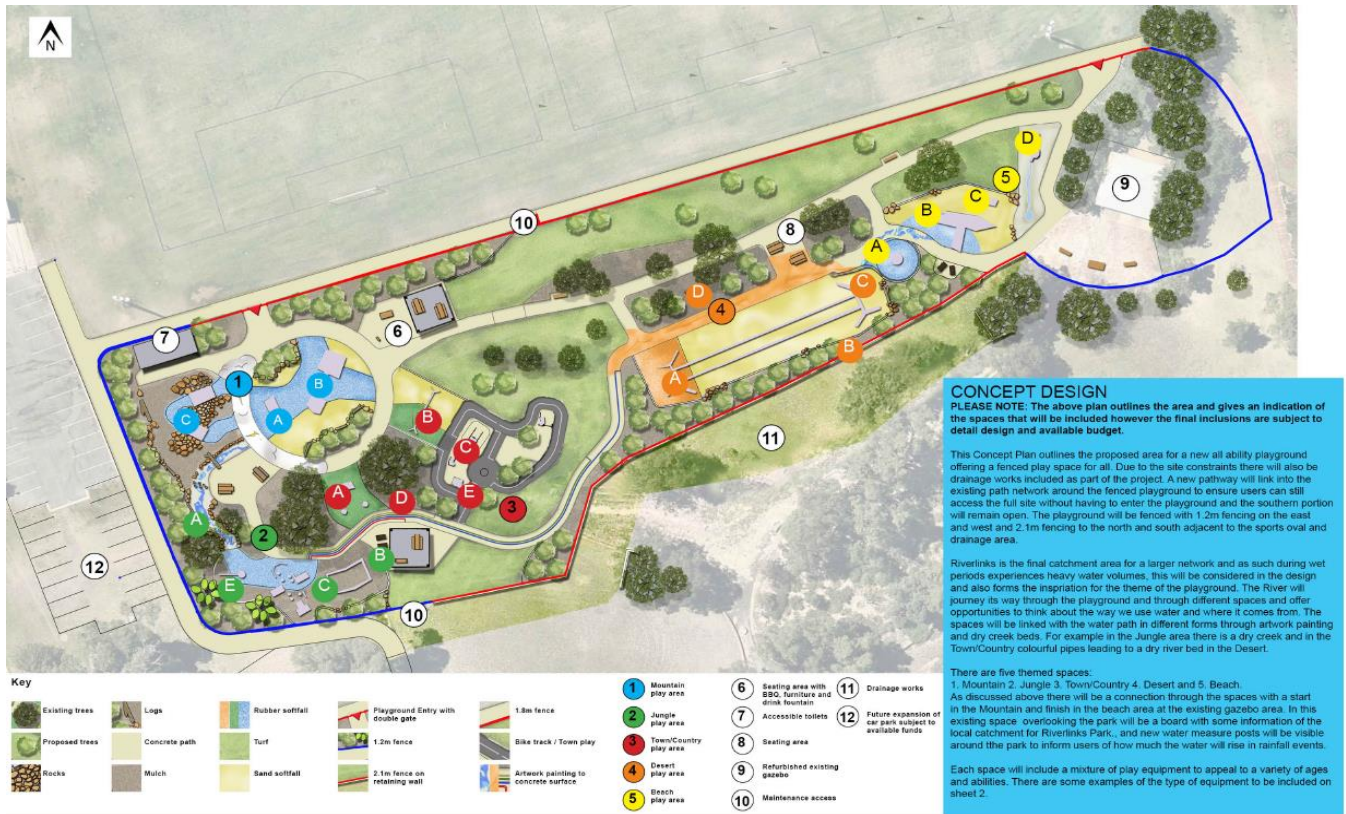 N
10
D
5
9
C
B
8
A
C
D
4
7
6
1
B
A
B
A
C
B
C
A
D
E
3
11
A
2
B
12
E
C
10
CONCEPT DESIGN
PLEASE NOTE: The above plan outlines the area and gives an indication of
the spaces that will be included however the final inclusions are subject to
detail design and available budget.
This Concept Plan outlines the proposed area for a new all ability playground
offering a fenced play space for all. Due to the site constraints there will also be
drainage works included as part of the project. A new pathway will link into the
existing path network around the fenced playground to ensure users can still
access the full site without having to enter the playground and the southern portion
will remain open. The playground will be fenced with 1.2m fencing on the east
and west and 2.1m fencing to the north and south adjacent to the sports oval and
drainage area.
Riverlinks is the final catchment area for a larger network and as such during wet
periods experiences heavy water volumes, this will be considered in the design
and also forms the inspriation for the theme of the playground. The River will
journey its way through the playground and through different spaces and offer
opportunities to think about the way we use water and where it comes from. The
spaces will be linked with the water path in different forms through artwork painting
and dry creek beds. For example in the Jungle area there is a dry creek and in the
Town/Country colourful pipes leading to a dry river bed in the Desert.
There are five themed spaces:
1. Mountain 2. Jungle 3. Town/Country 4. Desert and 5. Beach.
As discussed above there will be a connection through the spaces with a start
in the Mountain and finish in the beach area at the existing gazebo area. In this
existing space overlooking the park will be a board with some information of the
local catchment for Riverlinks Park., and new water measure posts will be visible
around tthe park to inform users of how much the water will rise in rainfall events.
Each space will include a mixture of play equipment to appeal to a variety of ages
and abilities. There are some examples of the type of equipment to be included on
sheet 2.
Key
Existing trees
Proposed trees
Rocks
Logs
Concrete path
Mulch
Rubber softfall
Turf
Sand softfall
Playground Entry with
double gate
1.2m fence
2.1m fence on
retaining wall
1.8m fence
Bike track / Town play
Artwork painting to
concrete surface
1 Mountain
play area
2 Jungle
play area
3 Town/Country
play area
4 Desert
play area
5 Beach
play area
6 Seating area with
BBQ, furniture and
drink fountain
7 Accessible toilets
8 Seating area
9 Refurbished existing
gazebo
10 Maintenance access
11 Drainage works
12 Future expansion of
car park subject to
available funds